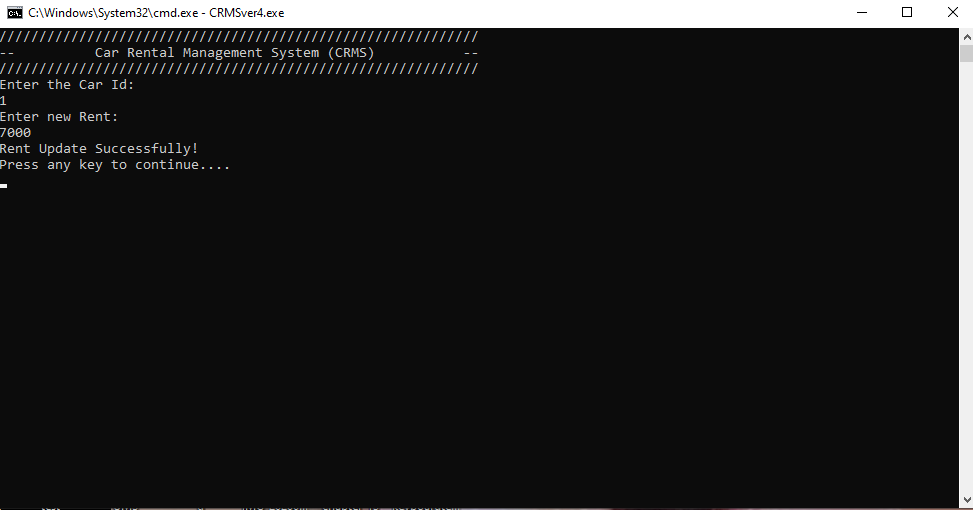 C:\Windows\System32\cmd.exe - CRMSver4.exe
////////////////////////////////////////////////////////////
--          Car Rental Management System (CRMS)           --
////////////////////////////////////////////////////////////
Enter the Car Id:
1
Enter new Rent:
7000
Rent Update Successfully!
Press any key to continue....